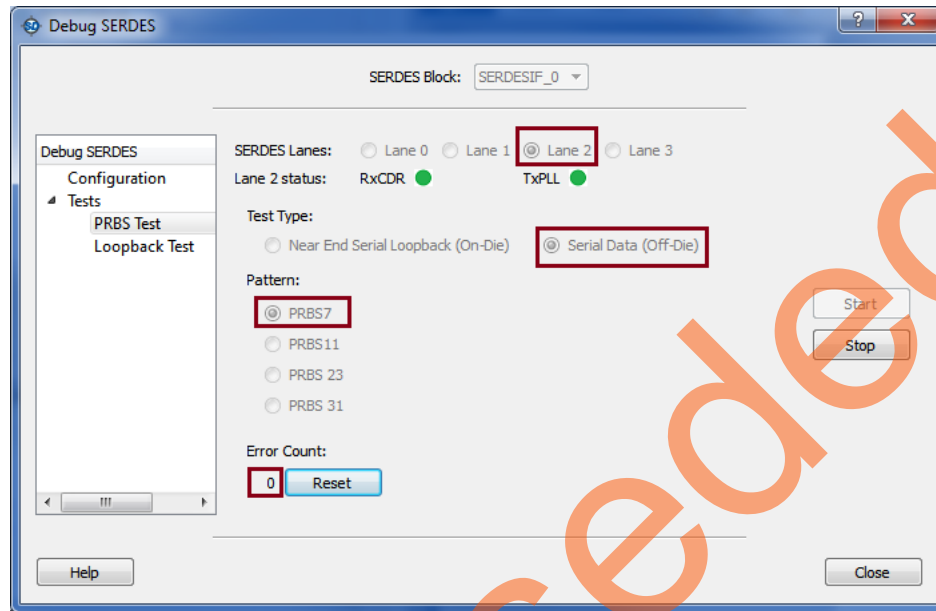 Debug SERDES
SERDES Block: SERDESIF_0
Debug SERDES
Configuration
Tests
PRBS Test
Loopback Test
SERDES Lanes: Lane 0 Lane 1 Lane 2 Lane 3
Lane 2 status: RxCDR TxPLL
Test Type:
Near End Serial Loopback (On-Die) Serial Data (Off-Die)
Pattern:
PRBS7
PRBS11
PRBS 23
PRBS 31
Start
Stop
Error Count:
0 Reset
Help
Close